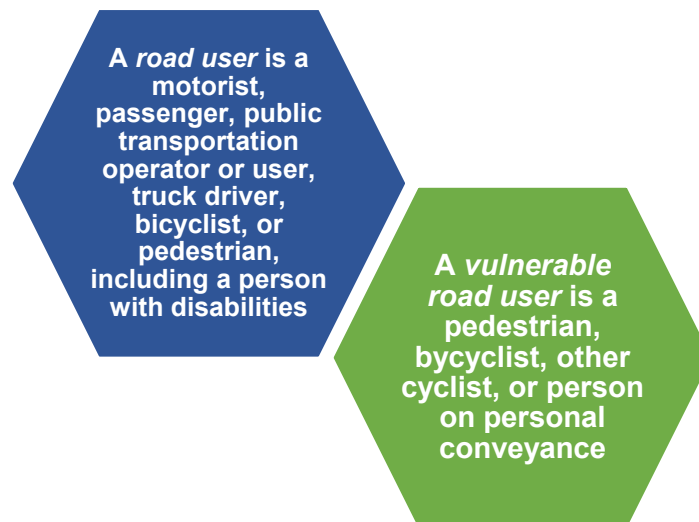 A road user is a
motorist,
passenger, public
transportation
operator or user,
truck driver,
bicyclist, or
pedestrian,
including a person
with disabilities
A vulnerable
road user is a
pedestrian,
bycyclist, other
cyclist, or person
on personal
conveyance